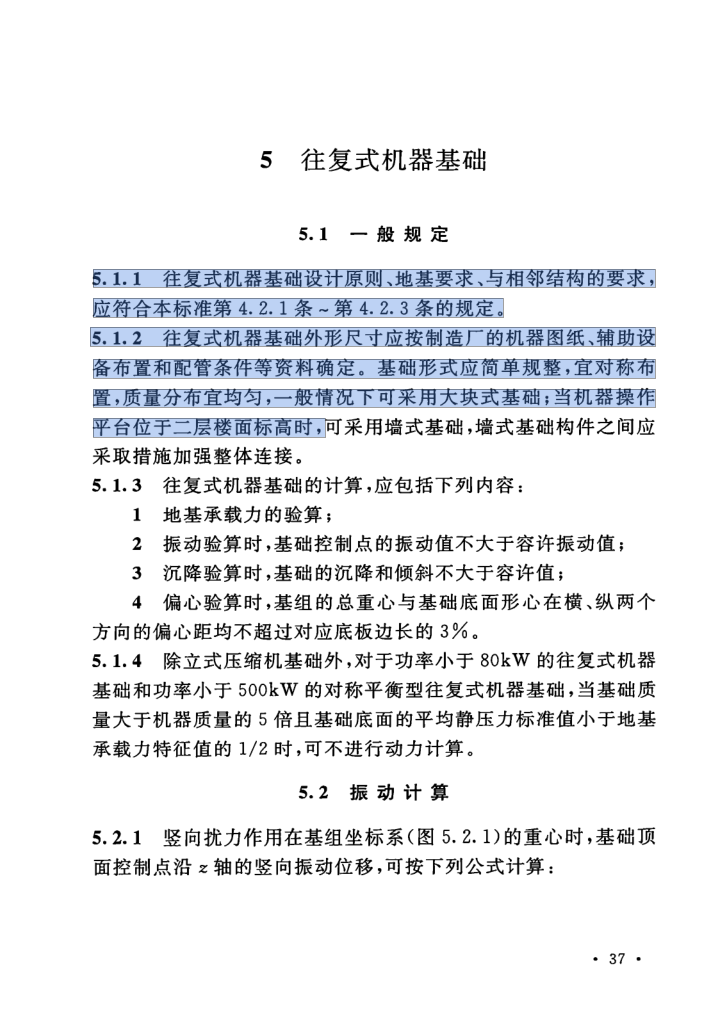 5 往复式机器基础
5.1 一般规定
5.1.1 往复式机器基础设计原则、地基要求、与相邻结构的要求，
应符合本标准第 4.2.1 条~第 4.2.3 条的规定。
5.1.2 往复式机器基础外形尺寸应按制造厂的机器图纸、辅助设
备布置和配管条件等资料确定。基础形式应简单规整，宜对称布
置，质量分布宜均匀，一般情况下可采用大块式基础；当机器操作
平台位于二层楼面标高时，可采用墙式基础，墙式基础构件之间应
采取措施加强整体连接。
5.1.3 往复式机器基础的计算，应包括下列内容：
1 地基承载力的验算；
2 振动验算时，基础控制点的振动值不大于容许振动值；
3 沉降验算时，基础的沉降和倾斜不大于容许值；
4 偏心验算时，基组的总重心与基础底面形心在横、纵两个
方向的偏心距均不超过对应底板边长的 3%。
5.1.4 除立式压缩机基础外，对于功率小于 80kW 的往复式机器
基础和功率小于 500kW 的对称平衡型往复式机器基础，当基础质
量大于机器质量的 5 倍且基础底面的平均静压力标准值小于地基
承载力特征值的 1/2 时，可不进行动力计算。
5.2 振动计算
5.2.1 竖向扰力作用在基组坐标系（图 5.2.1）的重心时，基础顶
面控制点沿 z 轴的竖向振动位移，可按下列公式计算：
· 37 ·